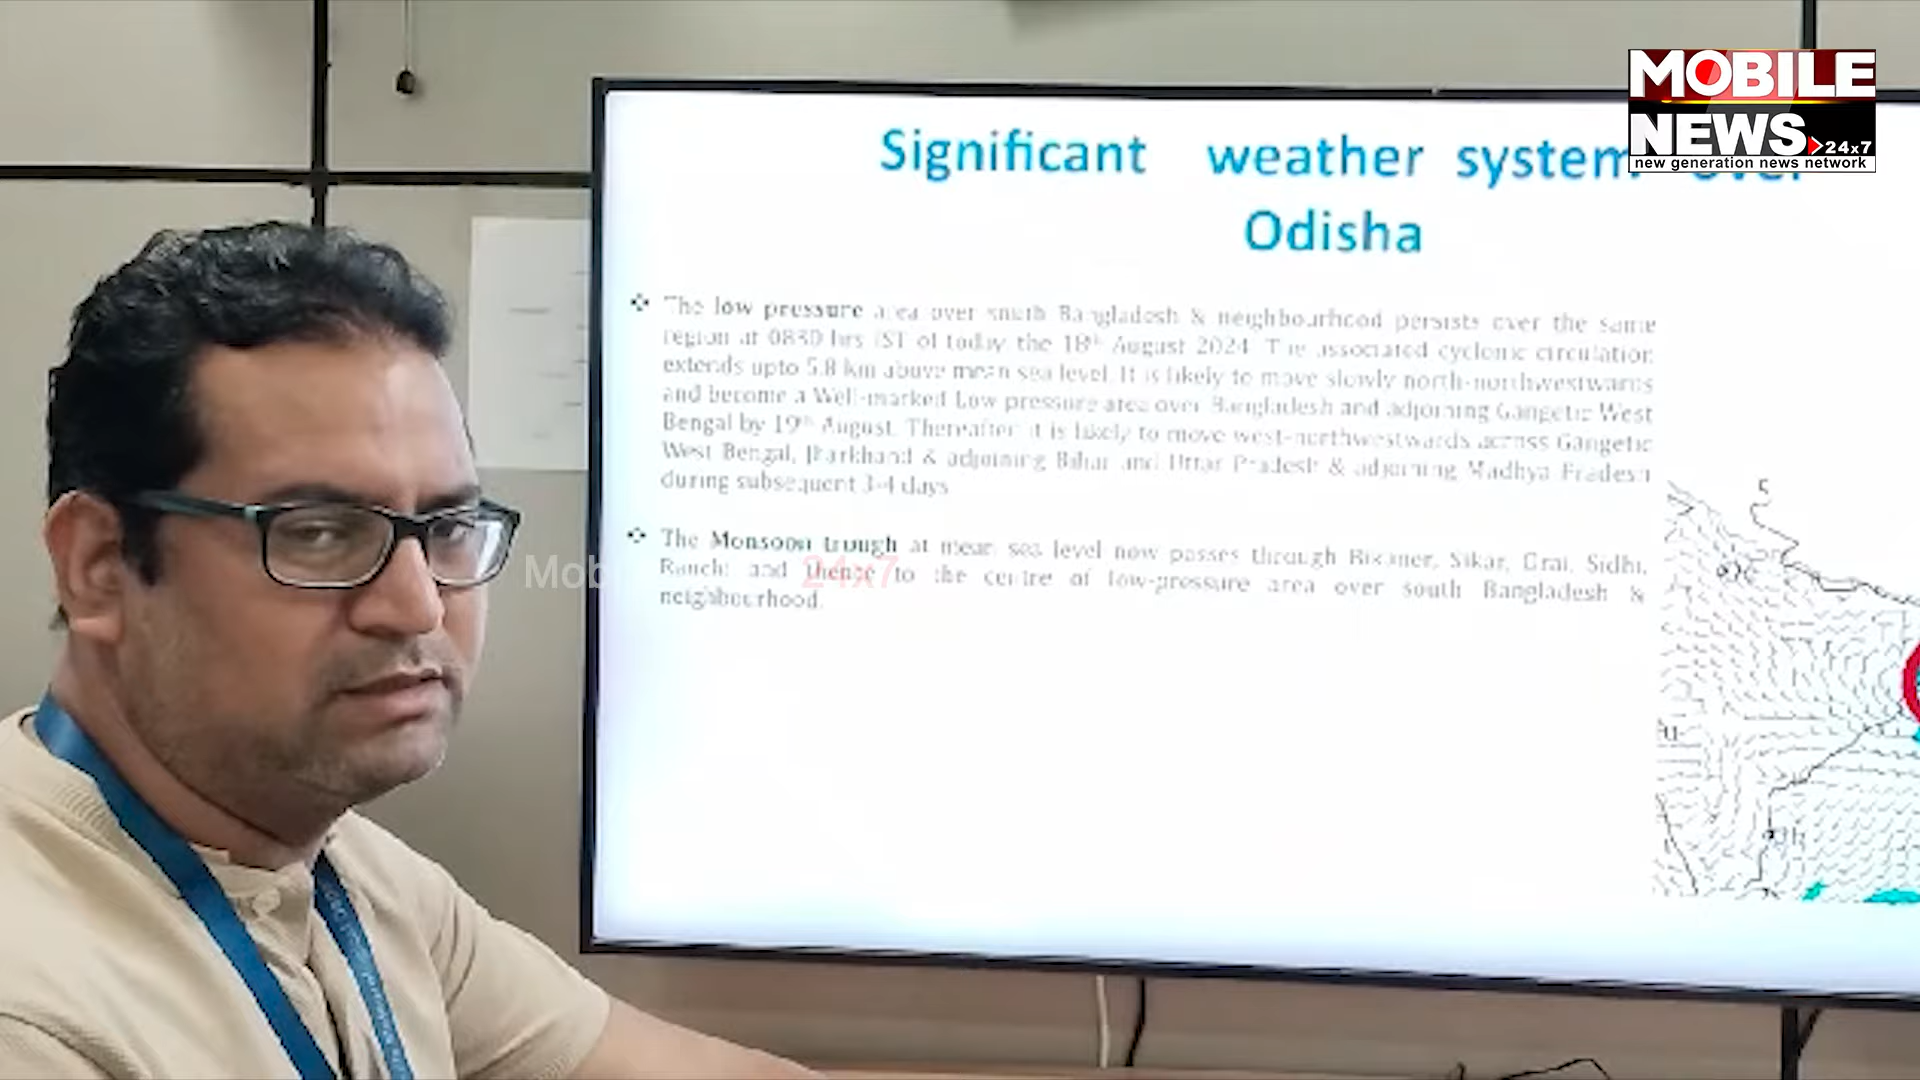 MOBILE
NEWS 24x7
new generation news network
Significant weather system over
Odisha
The low pressure area over south Bangladesh & neighbourhood persists over the same
region at 0830 hrs IST of today, the 18th August 2024. The associated cyclonic circulation
extends upto 5.8 km above mean sea level. It is likely to move slowly north-northwestwards
and become a Well-marked Low pressure area over Bangladesh and adjoining Gangetic West
Bengal by 19th August. Thereafter it is likely to move west-northwestwards across Gangetic
West Bengal, Jharkhand & adjoining Bihar and Uttar Pradesh & adjoining Madhya Pradesh
during subsequent 3-4 days
The Monsoon trough at mean sea level now passes through Bikaner, Sikar, Orai, Sidhi,
Ranchi and thence to the centre of low-pressure area over south Bangladesh &
neighbourhood.
24x7